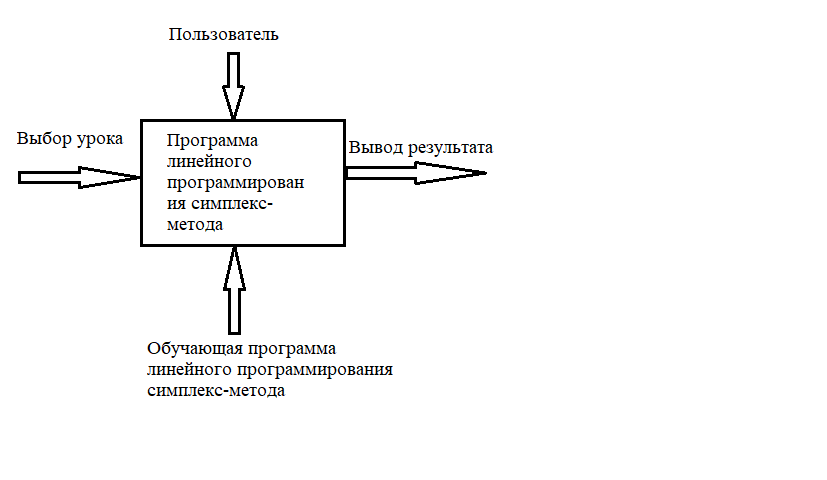 Пользователь
Выбор урока
Программа
линейного
программирован
ия симплекс-
метода
Вывод результата
Обучающая программа
линейного программирования
симплекс-метода